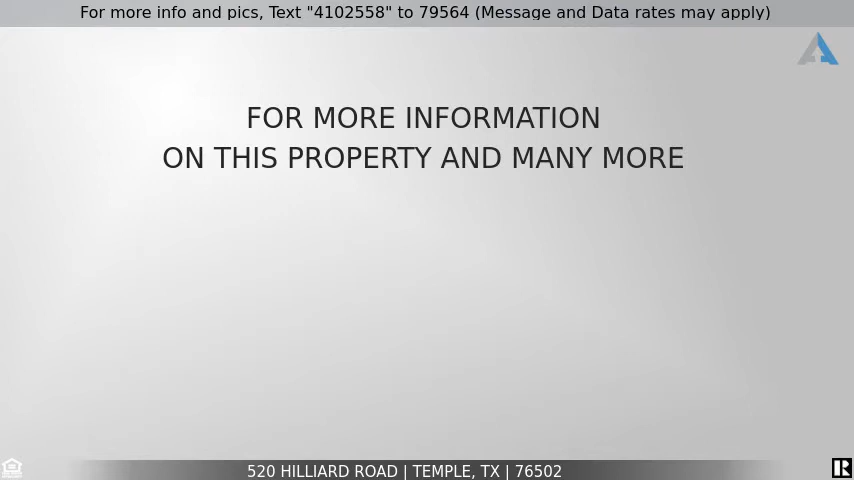 For more info and pics, Text "4102558" to 79564 (Message and Data rates may apply)
FOR MORE INFORMATION
ON THIS PROPERTY AND MANY MORE
520 HILLIARD ROAD | TEMPLE, TX | 76502